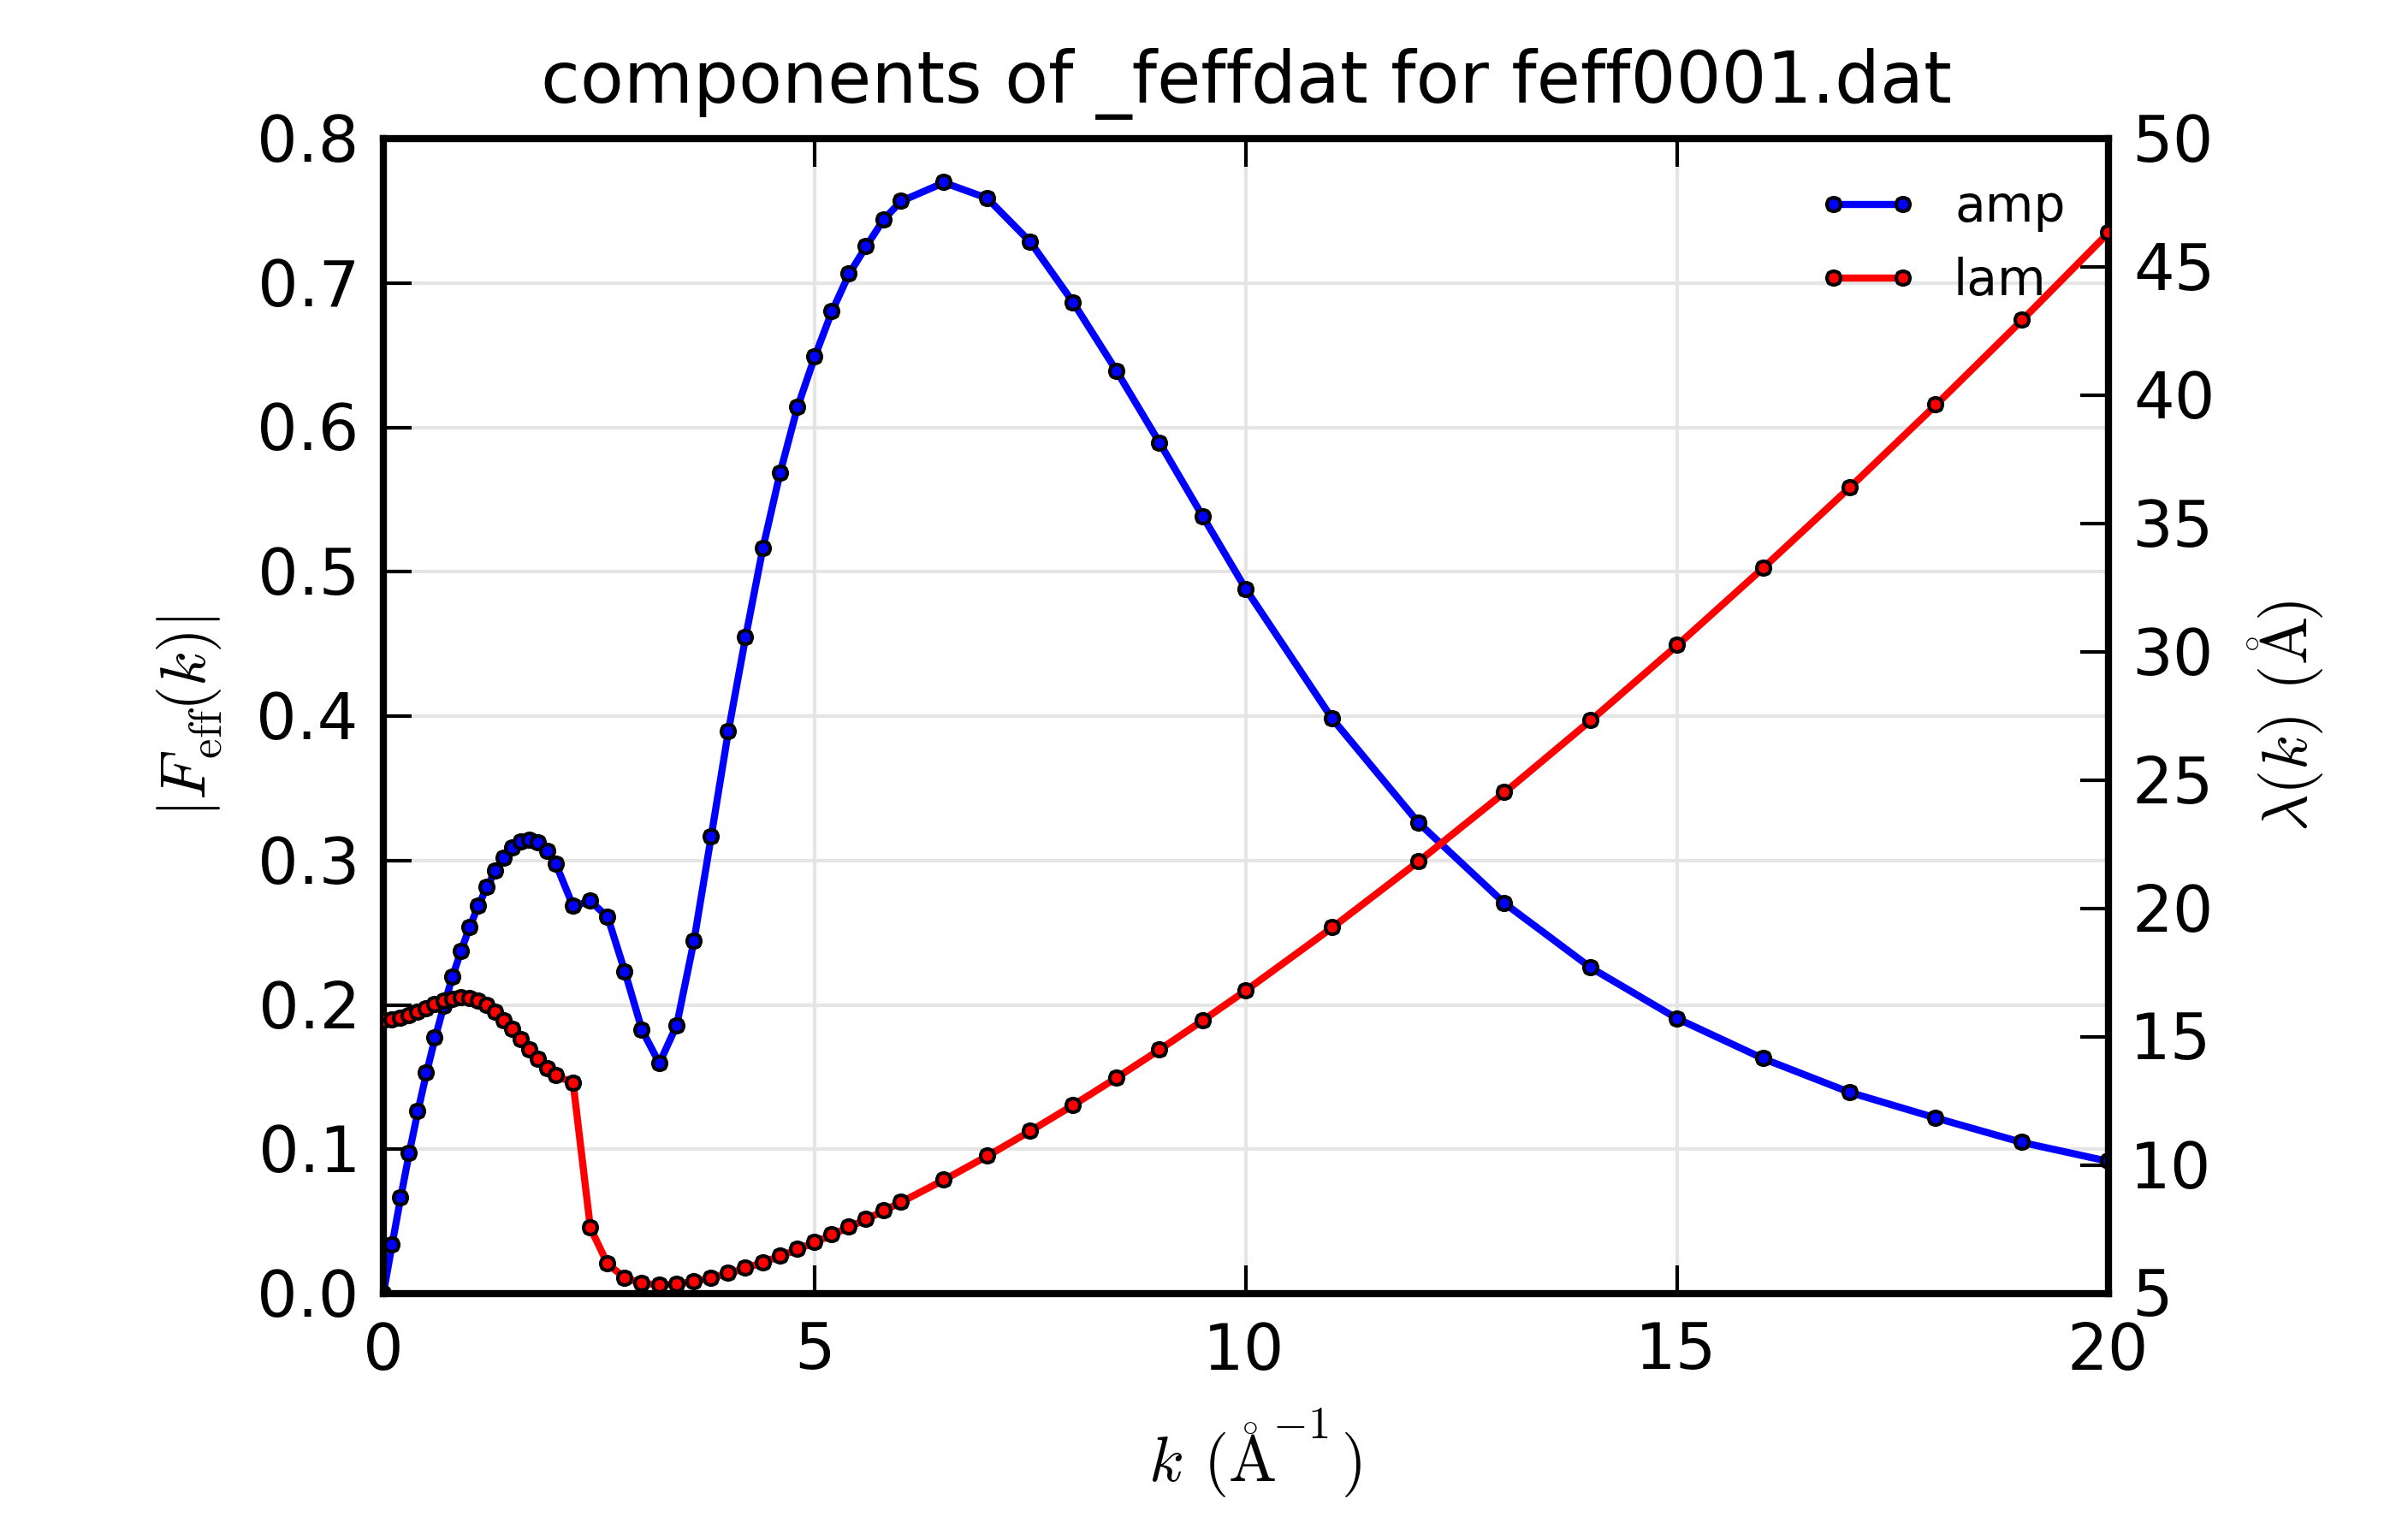 components of _feffdat for feff0001.dat
0.8
0.7
0.6
0.5
0.4
0.3
0.2
0.1
0.0
|F_eff(k)|
amp
lam
50
45
40
35
30
25
20
15
10
5
λ(k) (Å)
0 5 10 15 20
k (Å⁻¹)